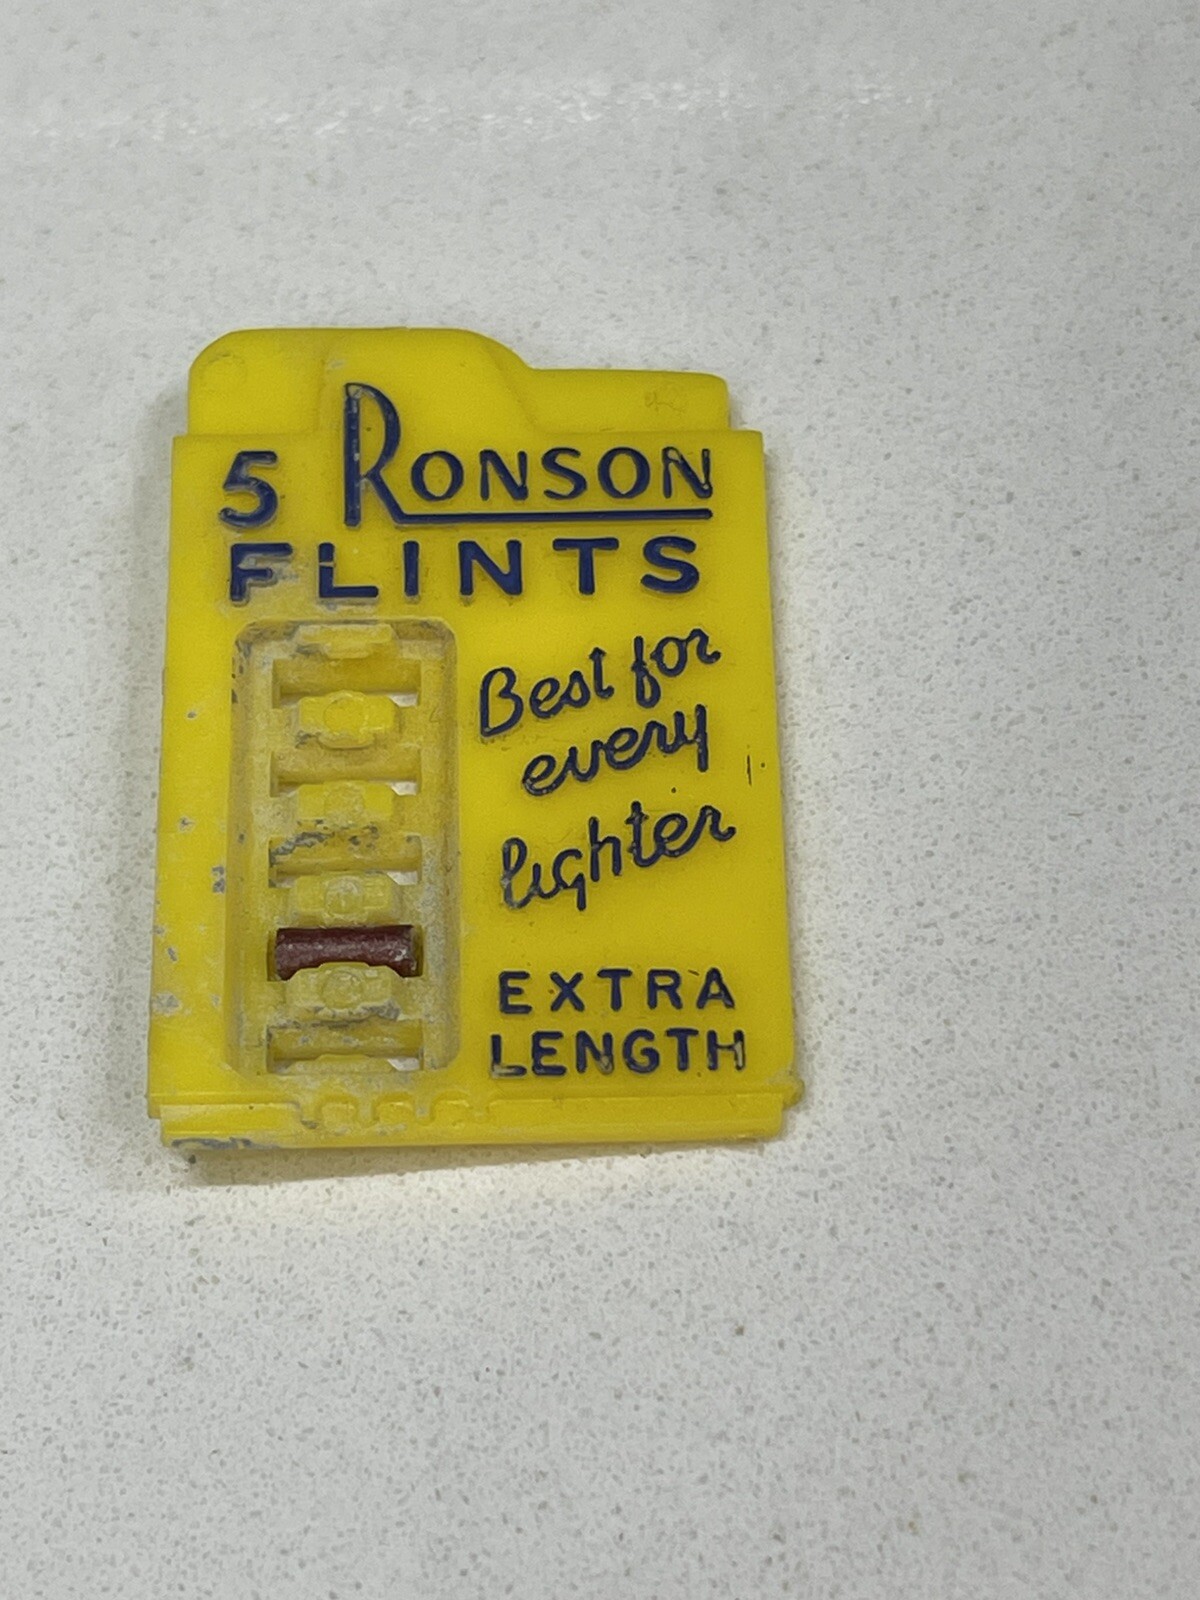 5 RONSON
FLINTS
Best for
every
lighter
EXTRA
LENGTH